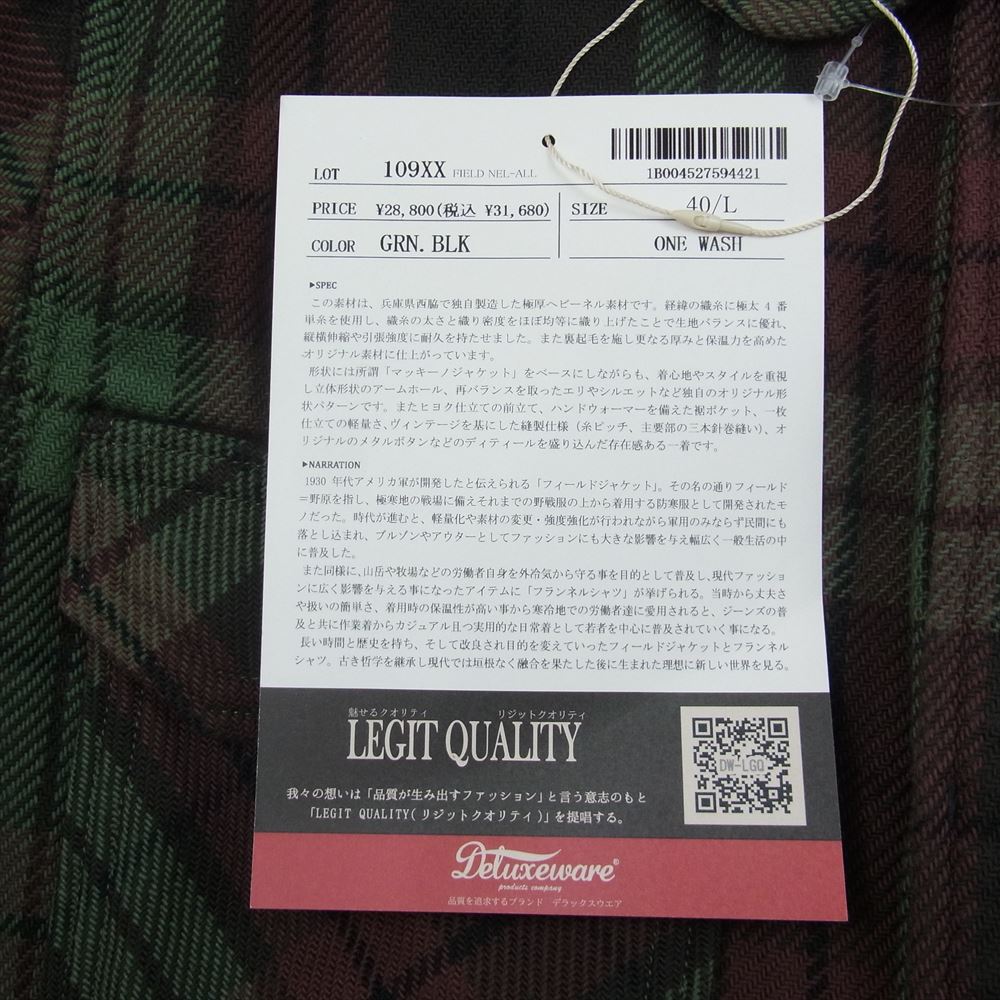 LOT 109XX FIELD NEL-ALL
1B004527594421
PRICE ¥28,800(税込 ¥31,680) SIZE 40/L
COLOR GRN. BLK ONE WASH
▶SPEC
この素材は、兵庫県西脇で独自製造した極厚ヘビーネル素材です。経緯の織糸に極太 4 番
単糸を使用し、織糸の太さと織り密度をほぼ均等に織り上げたことで生地バランスに優れ、
縦横伸縮や引張強度に耐久を持たせました。また裏起毛を施し更なる厚みと保温力を高めた
オリジナル素材に仕上がっています。
形状には所謂「マッキーノジャケット」をベースにしながらも、着心地やスタイルを重視
し立体形状のアームホール、再バランスを取ったエリやシルエットなど独自のオリジナル形
状パターンです。またヒヨク仕立ての前立て、ハンドウォーマーを備えた裾ポケット、一枚
仕立ての軽量さ、ヴィンテージを基にした縫製仕様（糸ピッチ、主要部の三本針巻縫い）、オ
リジナルのメタルボタンなどのディティールを盛り込んだ存在感ある一着です。
▶NARRATION
1930 年代アメリカ軍が開発したと伝えられる「フィールドジャケット」。その名の通りフィールド
＝野原を指し、極寒地の戦場に備えそれまでの野戦服の上から着用する防寒服として開発されたモ
ノだった。時代が進むと、軽量化や素材の変更・強度強化が行われながら軍用のみならず民間にも
落とし込まれ、ブルゾンやアウターとしてファッションにも大きな影響を与え幅広く一般生活の中
に普及した。
また同様に、山岳や牧場などの労働者自身を外冷気から守る事を目的として普及し、現代ファッショ
ンに広く影響を与える事になったアイテムに「フランネルシャツ」が挙げられる。当時から丈夫さ
や扱いの簡単さ、着用時の保温性が高い事から寒冷地での労働者達に愛用されると、ジーンズの普
及と共に作業着からカジュアル且つ実用的な日常着として若者を中心に普及されていく事になる。
長い時間と歴史を持ち、そして改良され目的を変えていったフィールドジャケットとフランネル
シャツ。古き哲学を継承し現代では垣根なく融合を果たした後に生まれた理想に新しい世界を見る。
魅せるクオリティ リジットクオリティ
LEGIT QUALITY
DW-LGQ
我々の想いは「品質が生み出すファッション」と言う意志のもと
「LEGIT QUALITY( リジットクオリティ )」を提唱する。
Deluxeware®
products company
品質を追求するブランド デラックスウエア